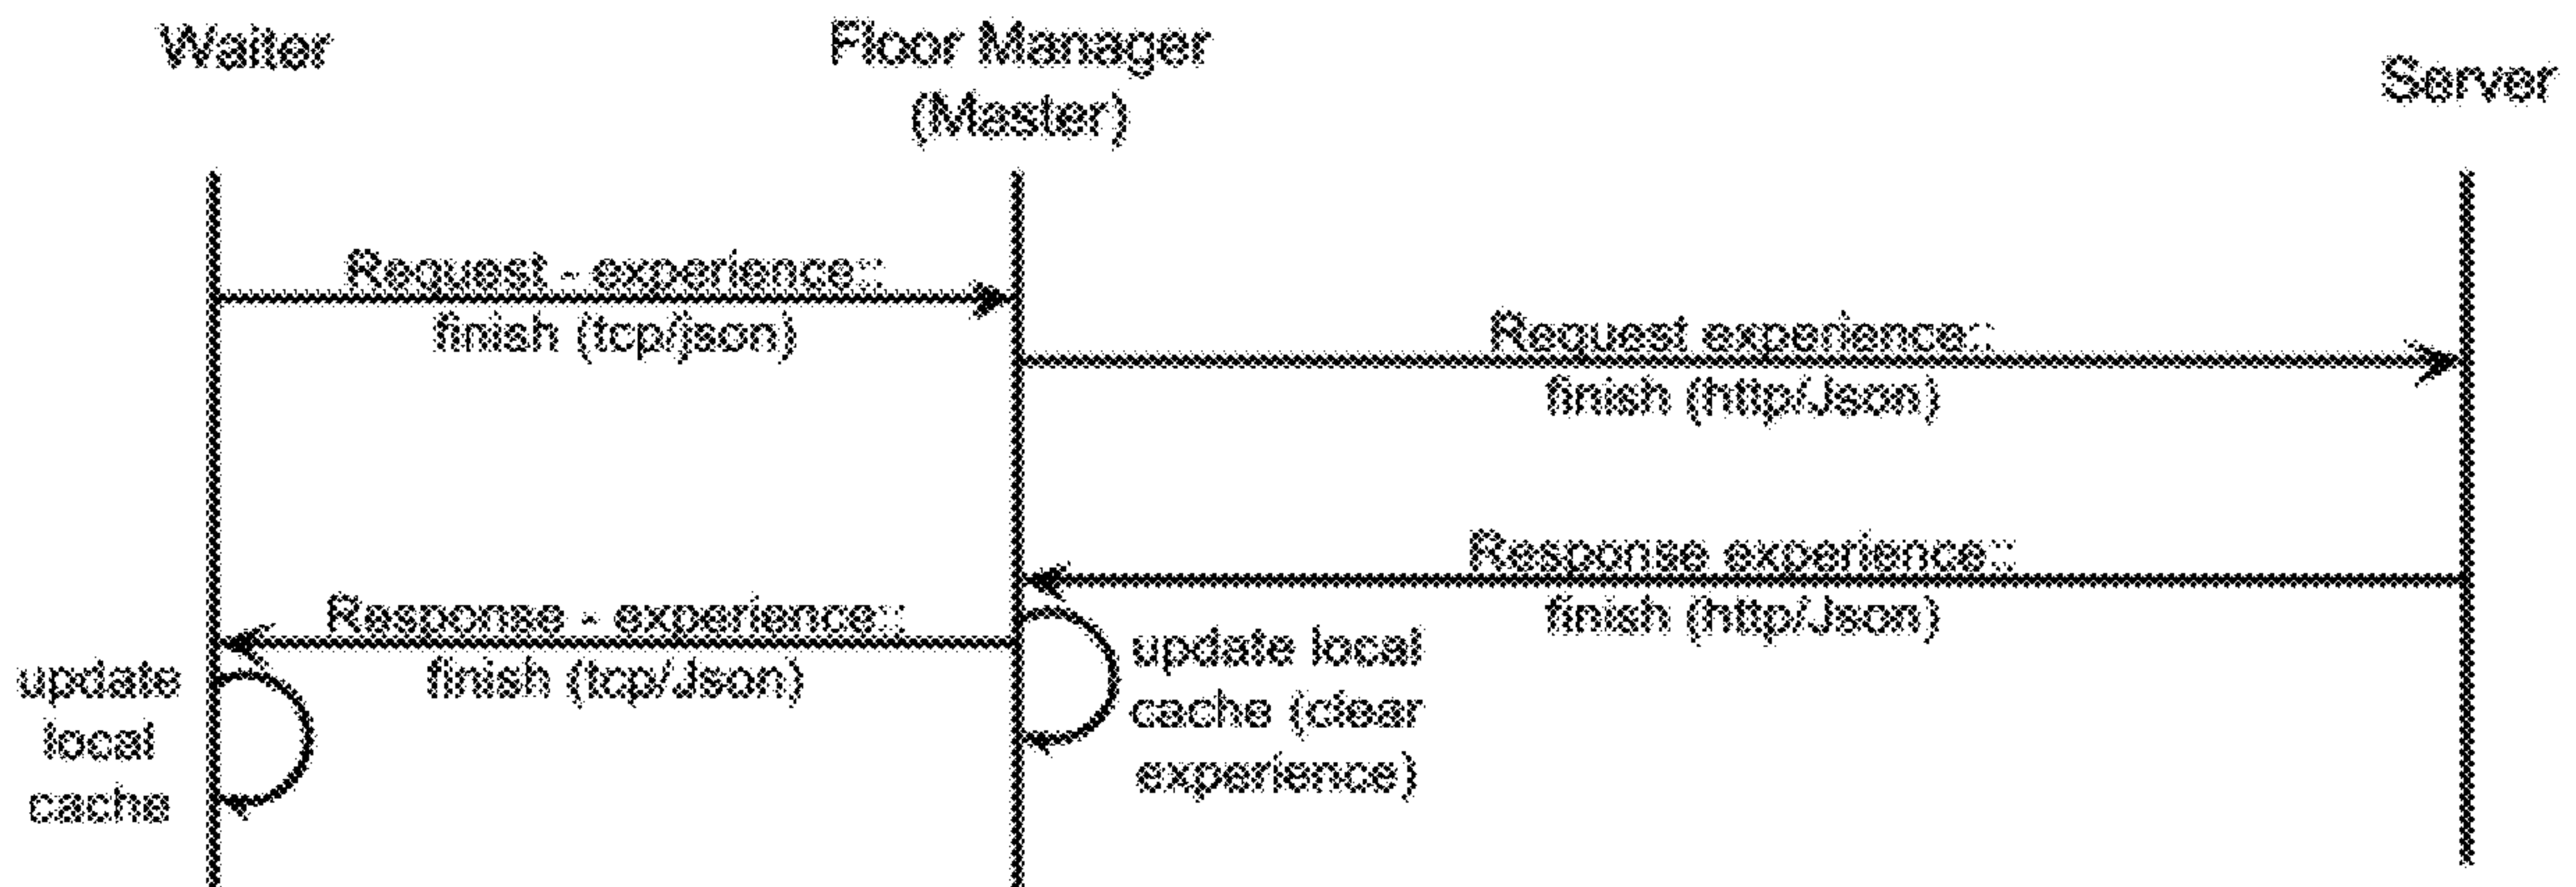 Waiter
Floor Manager
(Master)
Server
Request - experience::
finish (tcp/json)
Request experience::
finish (http/Json)
Response experience::
finish (http/Json)
Response - experience::
finish (tcp/Json)
update local
cache (clear
experience)
update
local
cache